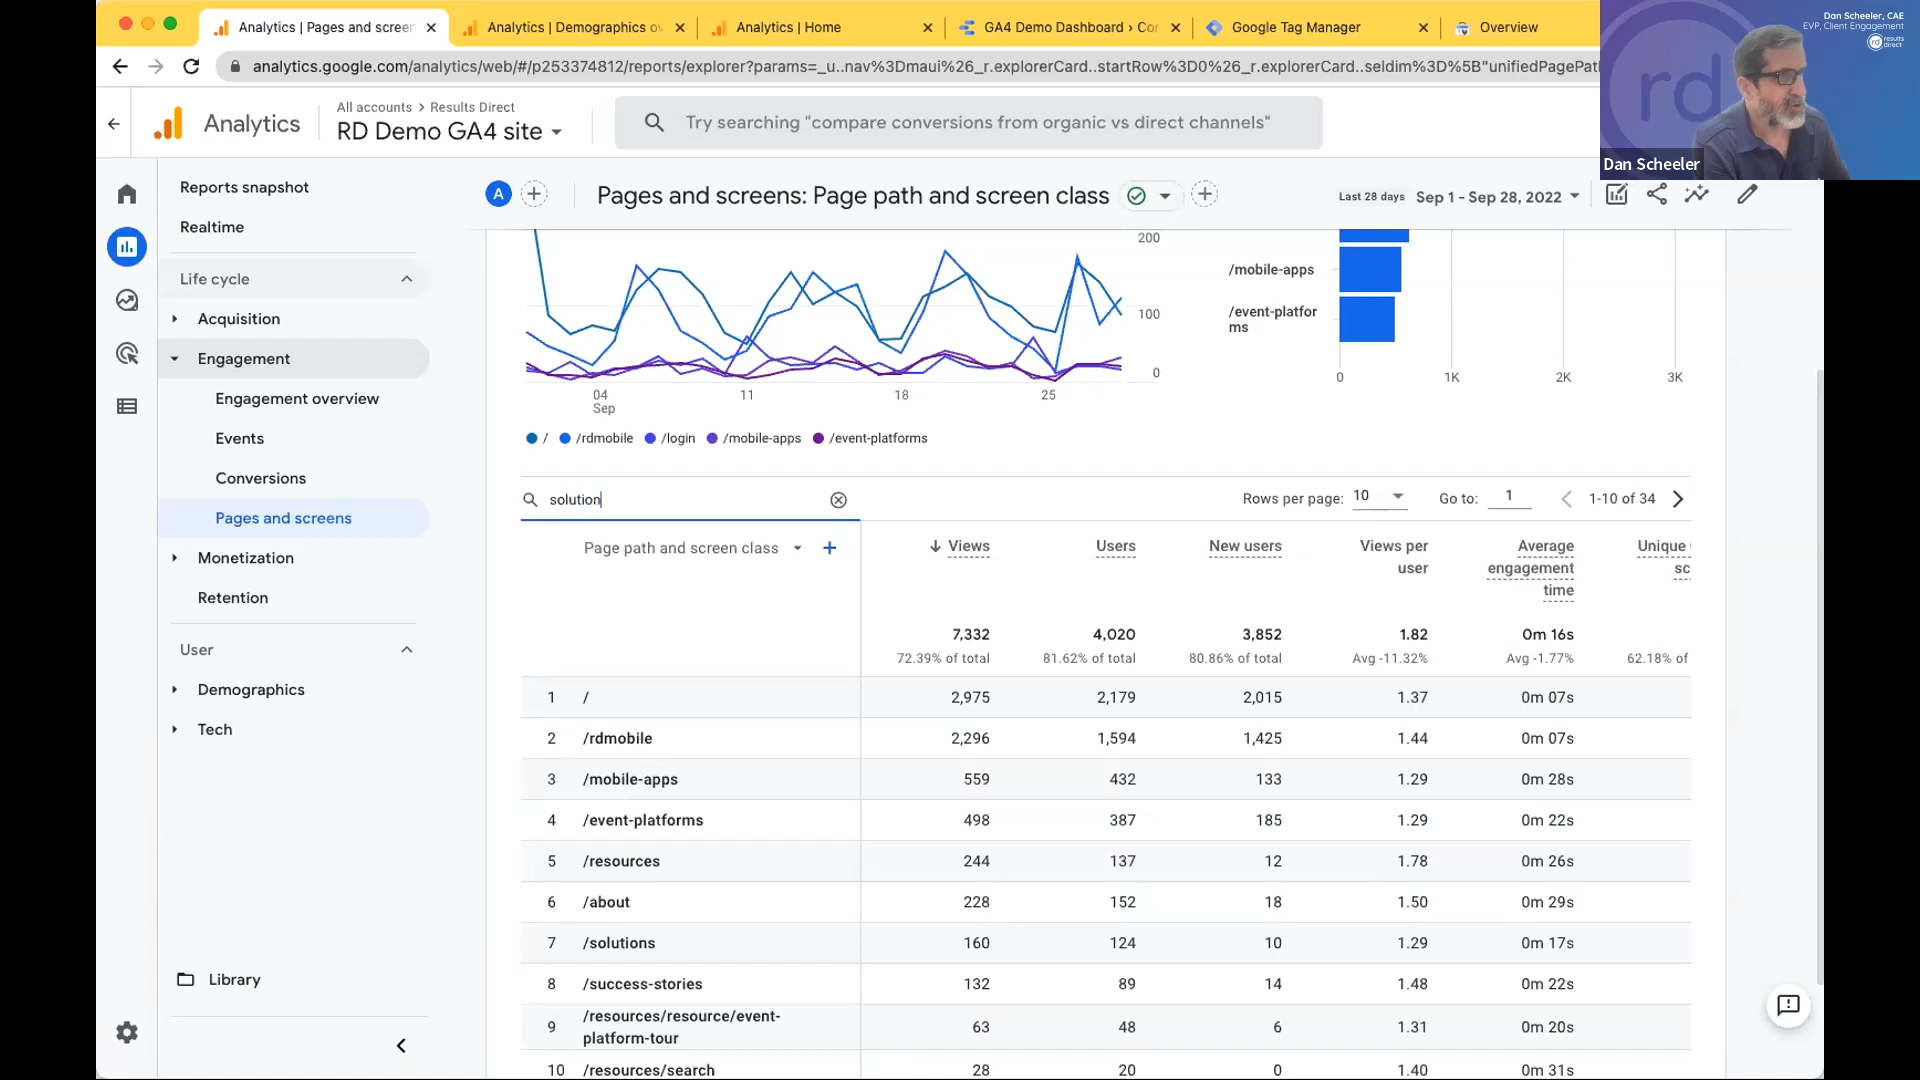 Analytics | Pages and screen
Analytics | Demographics ov
Analytics | Home
GA4 Demo Dashboard › Cor
Google Tag Manager
Overview
Dan Scheeler, CAE
EVP, Client Engagement
rd results direct
rd
Dan Scheeler
analytics.google.com/analytics/web/#/p253374812/reports/explorer?params=_u..nav%3Dmaui%26_r.explorerCard..startRow%3D0%26_r.explorerCard..seldim%3D%5B"unifiedPagePat
Analytics
All accounts > Results Direct
RD Demo GA4 site
Try searching "compare conversions from organic vs direct channels"
Reports snapshot
Realtime
Life cycle
Acquisition
Engagement
Engagement overview
Events
Conversions
Pages and screens
Monetization
Retention
User
Demographics
Tech
Library
A
Pages and screens: Page path and screen class
Last 28 days Sep 1 - Sep 28, 2022
200
100
0
04
Sep
11
18
25
/ /rdmobile /login /mobile-apps /event-platforms
/mobile-apps
/event-platfor
ms
0 1K 2K 3K
solution
Rows per page: 10 Go to: 1 1-10 of 34
Page path and screen class
Views
Users
New users
Views per
user
Average
engagement
time
Unique
sc
7,332 4,020 3,852 1.82 0m 16s
72.39% of total 81.62% of total 80.86% of total Avg -11.32% Avg -1.77% 62.18% of
1 / 2,975 2,179 2,015 1.37 0m 07s
2 /rdmobile 2,296 1,594 1,425 1.44 0m 07s
3 /mobile-apps 559 432 133 1.29 0m 28s
4 /event-platforms 498 387 185 1.29 0m 22s
5 /resources 244 137 12 1.78 0m 26s
6 /about 228 152 18 1.50 0m 29s
7 /solutions 160 124 10 1.29 0m 17s
8 /success-stories 132 89 14 1.48 0m 22s
9 /resources/resource/event-
platform-tour 63 48 6 1.31 0m 20s
10 /resources/search 28 20 0 1.40 0m 31s